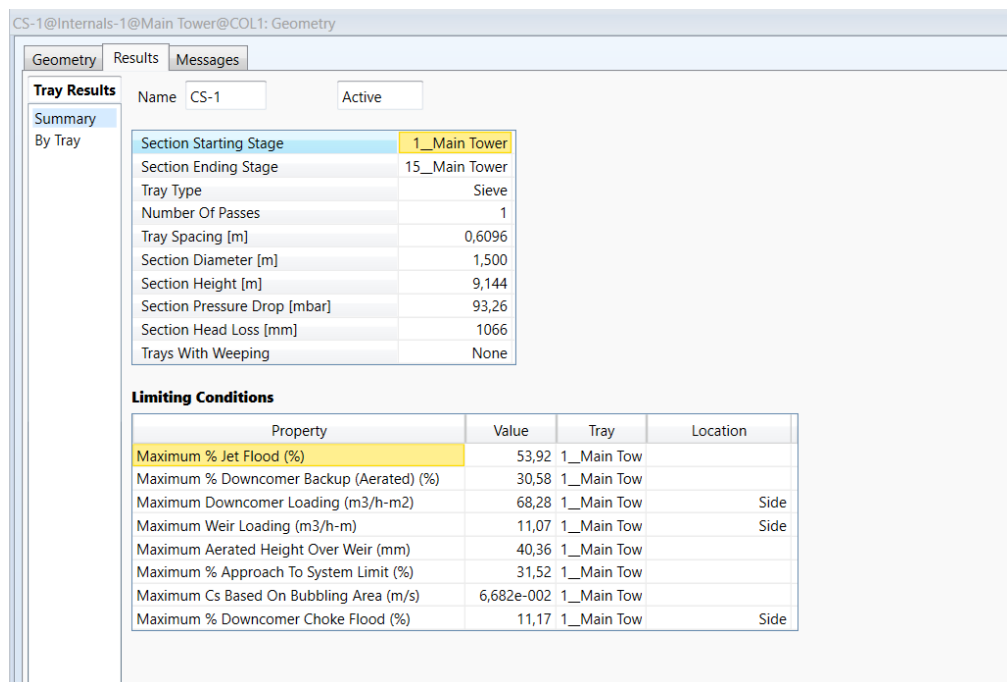 CS-1@Internals-1@Main Tower@COL1: Geometry
Geometry Results Messages
Tray Results
Summary
By Tray
Name CS-1 Active
Section Starting Stage 1__Main Tower
Section Ending Stage 15__Main Tower
Tray Type Sieve
Number Of Passes 1
Tray Spacing [m] 0,6096
Section Diameter [m] 1,500
Section Height [m] 9,144
Section Pressure Drop [mbar] 93,26
Section Head Loss [mm] 1066
Trays With Weeping None
Limiting Conditions
Property Value Tray Location
Maximum % Jet Flood (%) 53,92 1__Main Tow
Maximum % Downcomer Backup (Aerated) (%) 30,58 1__Main Tow
Maximum Downcomer Loading (m3/h-m2) 68,28 1__Main Tow Side
Maximum Weir Loading (m3/h-m) 11,07 1__Main Tow Side
Maximum Aerated Height Over Weir (mm) 40,36 1__Main Tow
Maximum % Approach To System Limit (%) 31,52 1__Main Tow
Maximum Cs Based On Bubbling Area (m/s) 6,682e-002 1__Main Tow
Maximum % Downcomer Choke Flood (%) 11,17 1__Main Tow Side